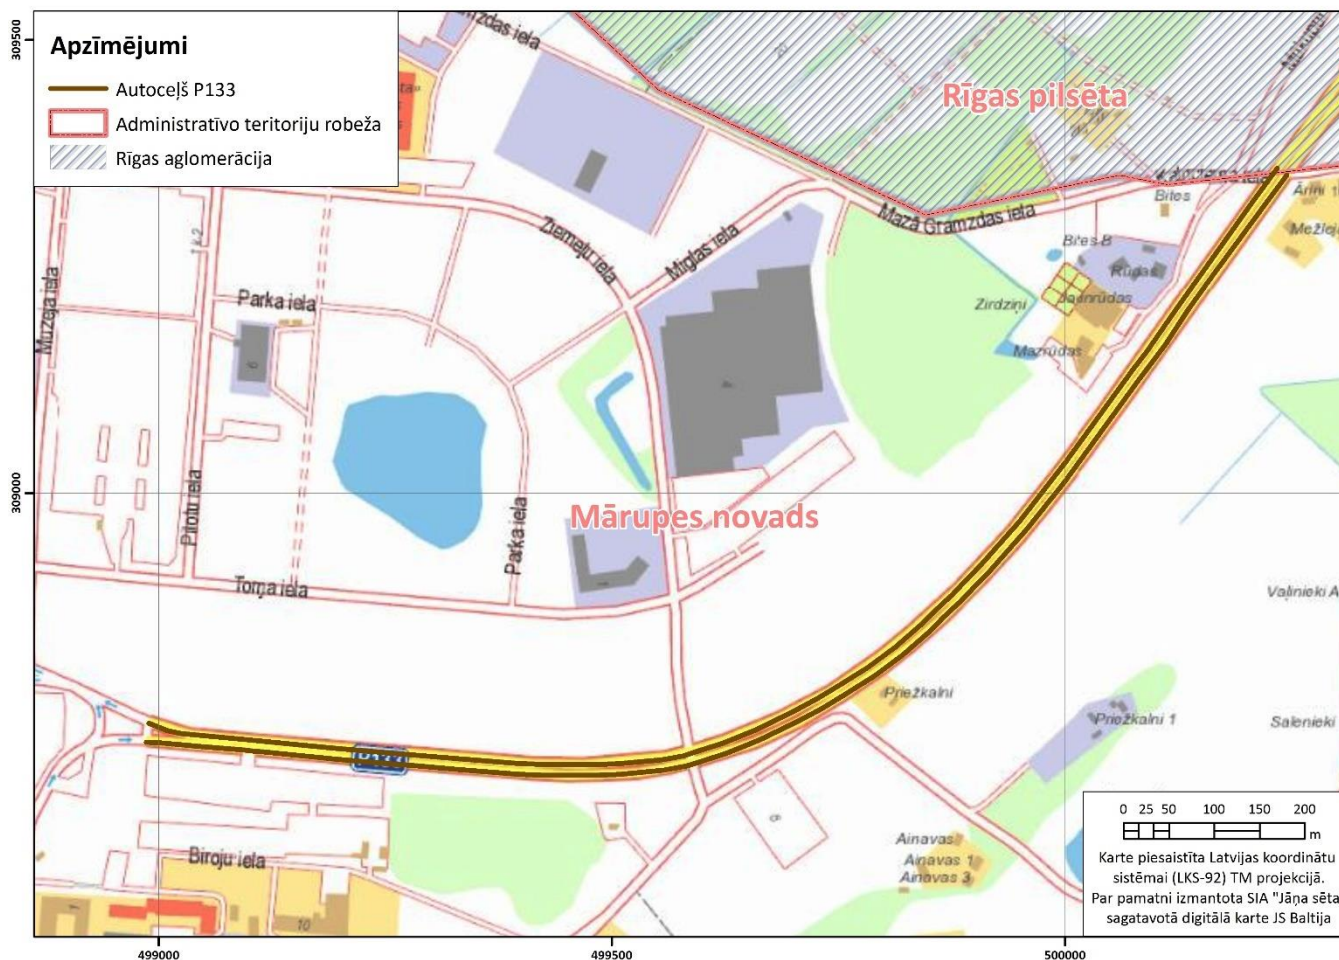 309500
309000
499000
499500
500000
Apzīmējumi
Autoceļš P133
Administratīvo teritoriju robeža
Rīgas aglomerācija
Rīgas pilsēta
Mārupes novads
Mazā Gramzdas iela
Ziemeļu iela
Miglas iela
Parka iela
Muzeja iela
Pilotu iela
Parka iela
Torņa iela
Biroju iela
Bites
Bites-B
Rūdas
Jaunrūdas
Zirdziņi
Mazrūdas
Priežkalni
Priežkalni 1
Ainavas
Ainavas 1
Ainavas 3
Salenieki
6
10
0 25 50 100 150 200
m
Karte piesaistīta Latvijas koordinātu
sistēmai (LKS-92) TM projekcijā.
Par pamatni izmantota SIA "Jāņa sēta"
sagatavotā digitālā karte JS Baltija